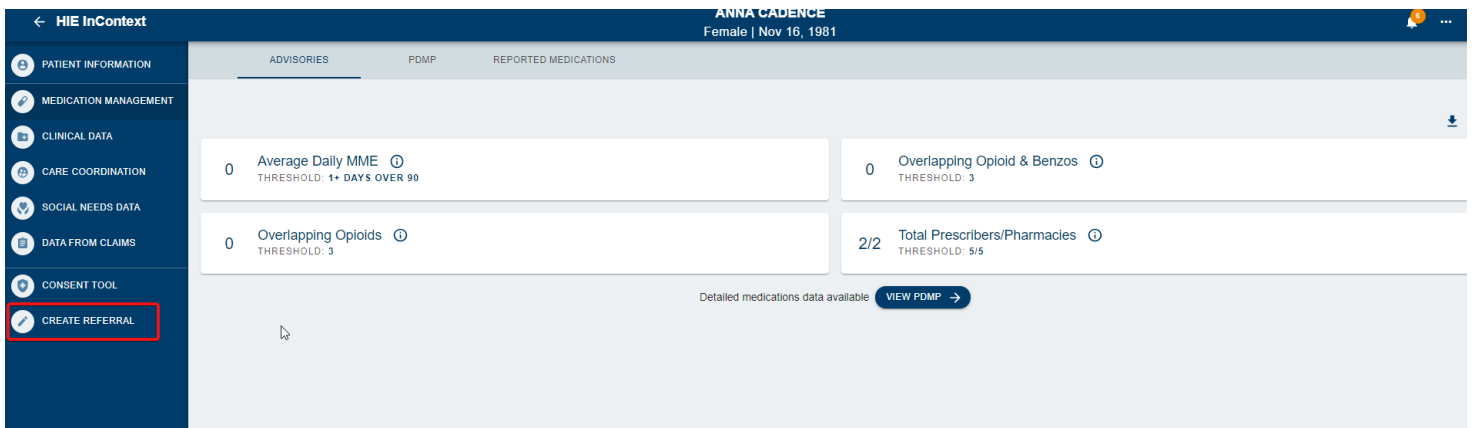 ← HIE InContext
ANNA CADENCE
Female | Nov 16, 1981
6
PATIENT INFORMATION
MEDICATION MANAGEMENT
CLINICAL DATA
CARE COORDINATION
SOCIAL NEEDS DATA
DATA FROM CLAIMS
CONSENT TOOL
CREATE REFERRAL
ADVISORIES PDMP REPORTED MEDICATIONS
0 Average Daily MME
THRESHOLD: 1+ DAYS OVER 90
0 Overlapping Opioid & Benzos
THRESHOLD: 3
0 Overlapping Opioids
THRESHOLD: 3
2/2 Total Prescribers/Pharmacies
THRESHOLD: 5/5
Detailed medications data available VIEW PDMP →